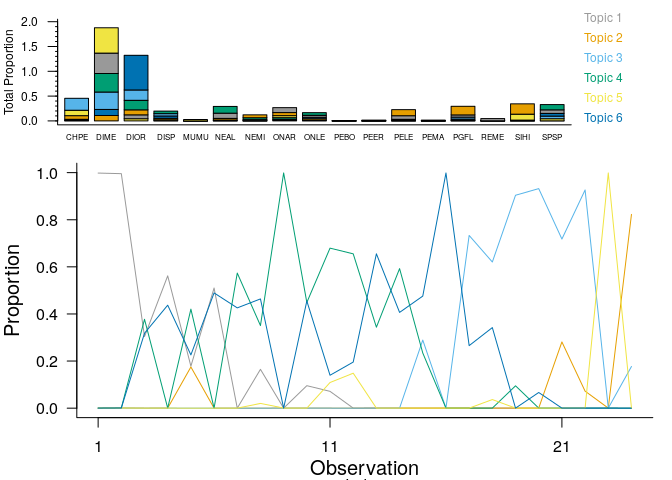 Total Proportion
2.0
1.5
1.0
0.5
0.0
CHPE DIME DIOR DISP MUMU NEAL NEMI ONAR ONLE PEBO PEER PELE PEMA PGFL REME SIHI SPSP
Topic 1
Topic 2
Topic 3
Topic 4
Topic 5
Topic 6
Proportion
1.0
0.8
0.6
0.4
0.2
0.0
1 11 21
Observation